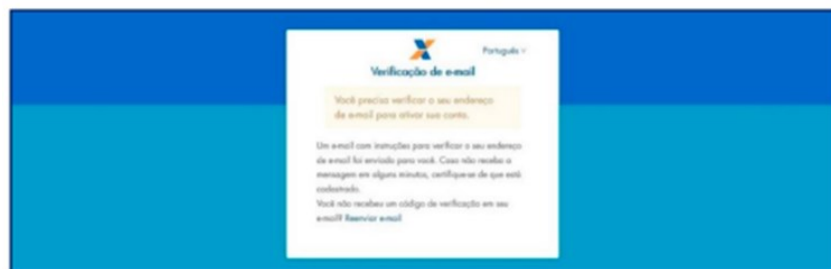 Português
Verificação de e-mail
Você precisa verificar o seu endereço
de e-mail para ativar sua conta.
Um e-mail com instruções para verificar o seu endereço
de e-mail foi enviado para você. Caso não receba a
mensagem em alguns minutos, certifique-se de que está
cadastrado.
Você não recebeu um código de verificação em seu
e-mail? Reenviar e-mail